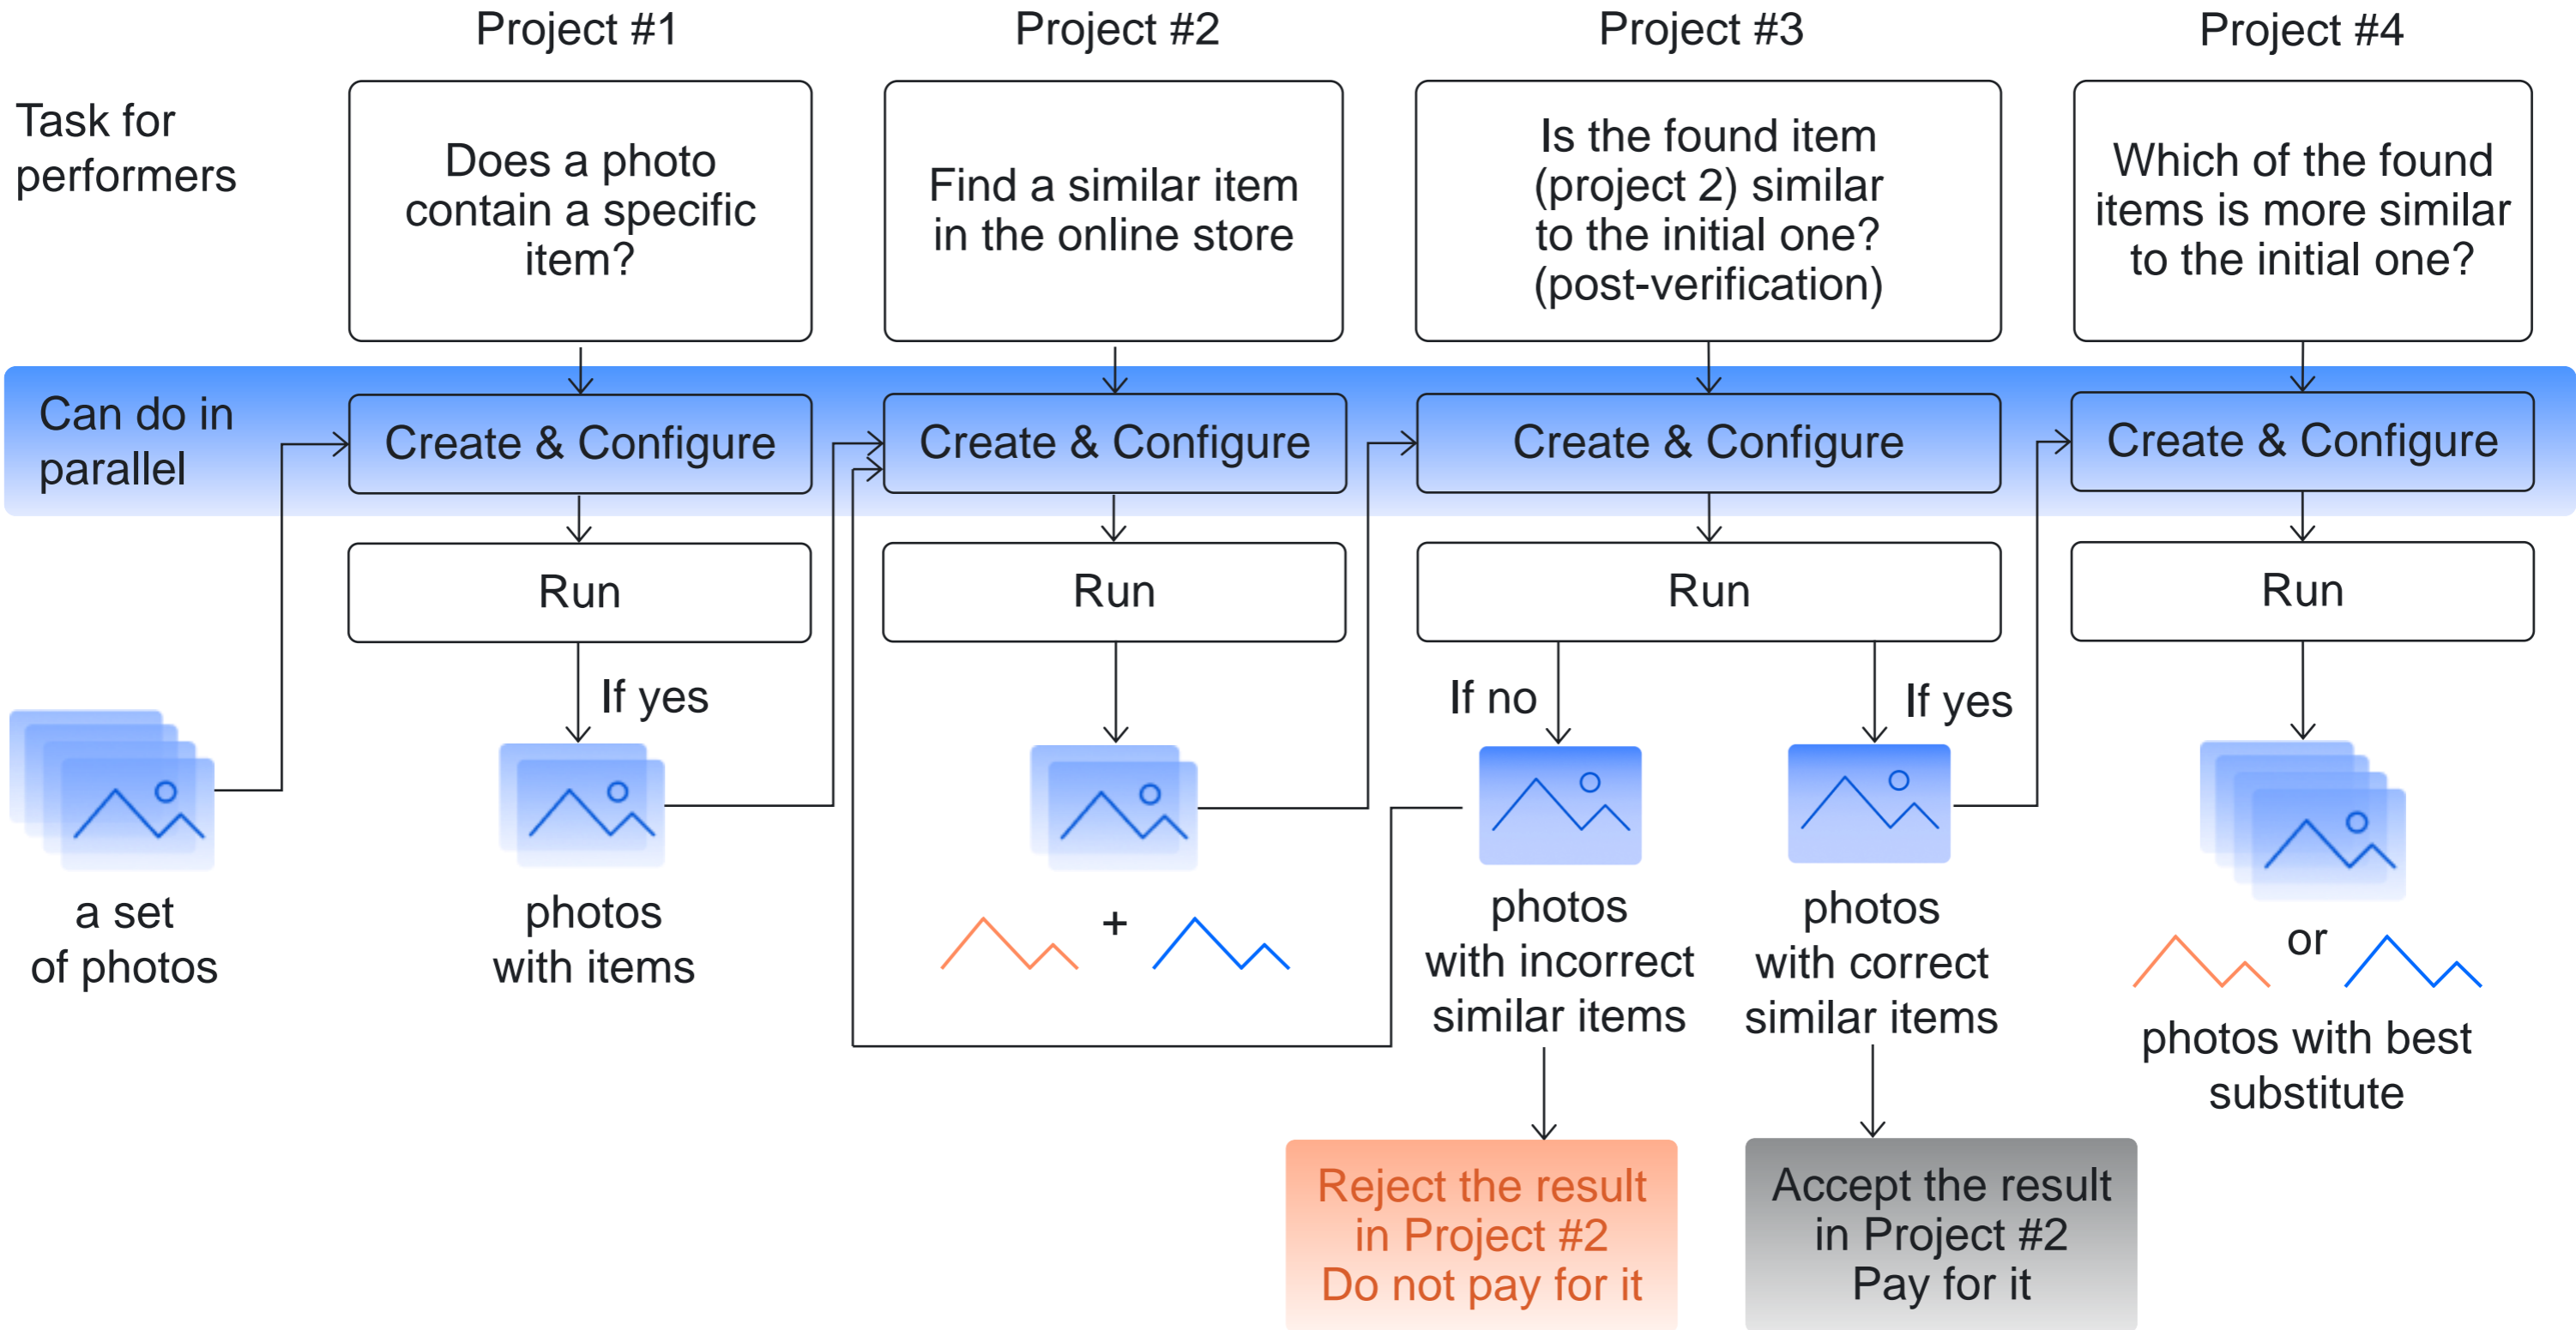 Project #1
Project #2
Project #3
Project #4
Task for
performers
Does a photo
contain a specific
item?
Find a similar item
in the online store
Is the found item
(project 2) similar
to the initial one?
(post-verification)
Which of the found
items is more similar
to the initial one?
Can do in
parallel
Create & Configure
Create & Configure
Create & Configure
Create & Configure
Run
Run
Run
Run
If yes
If no
If yes
a set
of photos
photos
with items
+
photos
with incorrect
similar items
photos
with correct
similar items
or
photos with best
substitute
Reject the result
in Project #2
Do not pay for it
Accept the result
in Project #2
Pay for it